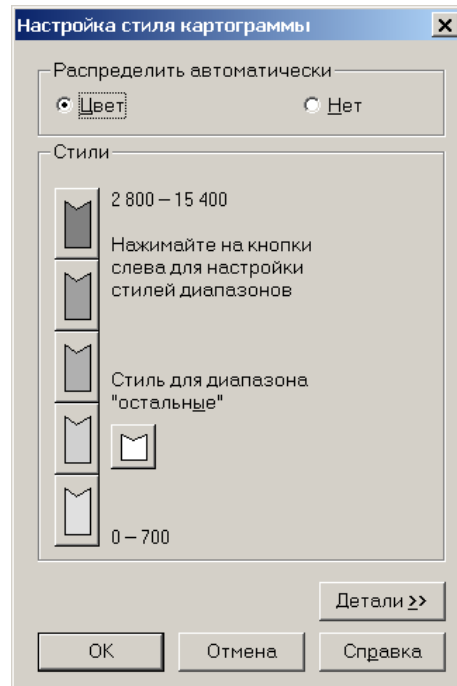 Настройка стиля картограммы
Распределить автоматически
Цвет
Нет
Стили
2 800 – 15 400
Нажимайте на кнопки
слева для настройки
стилей диапазонов
Стиль для диапазона
"остальные"
0 – 700
Детали >>
OK
Отмена
Справка